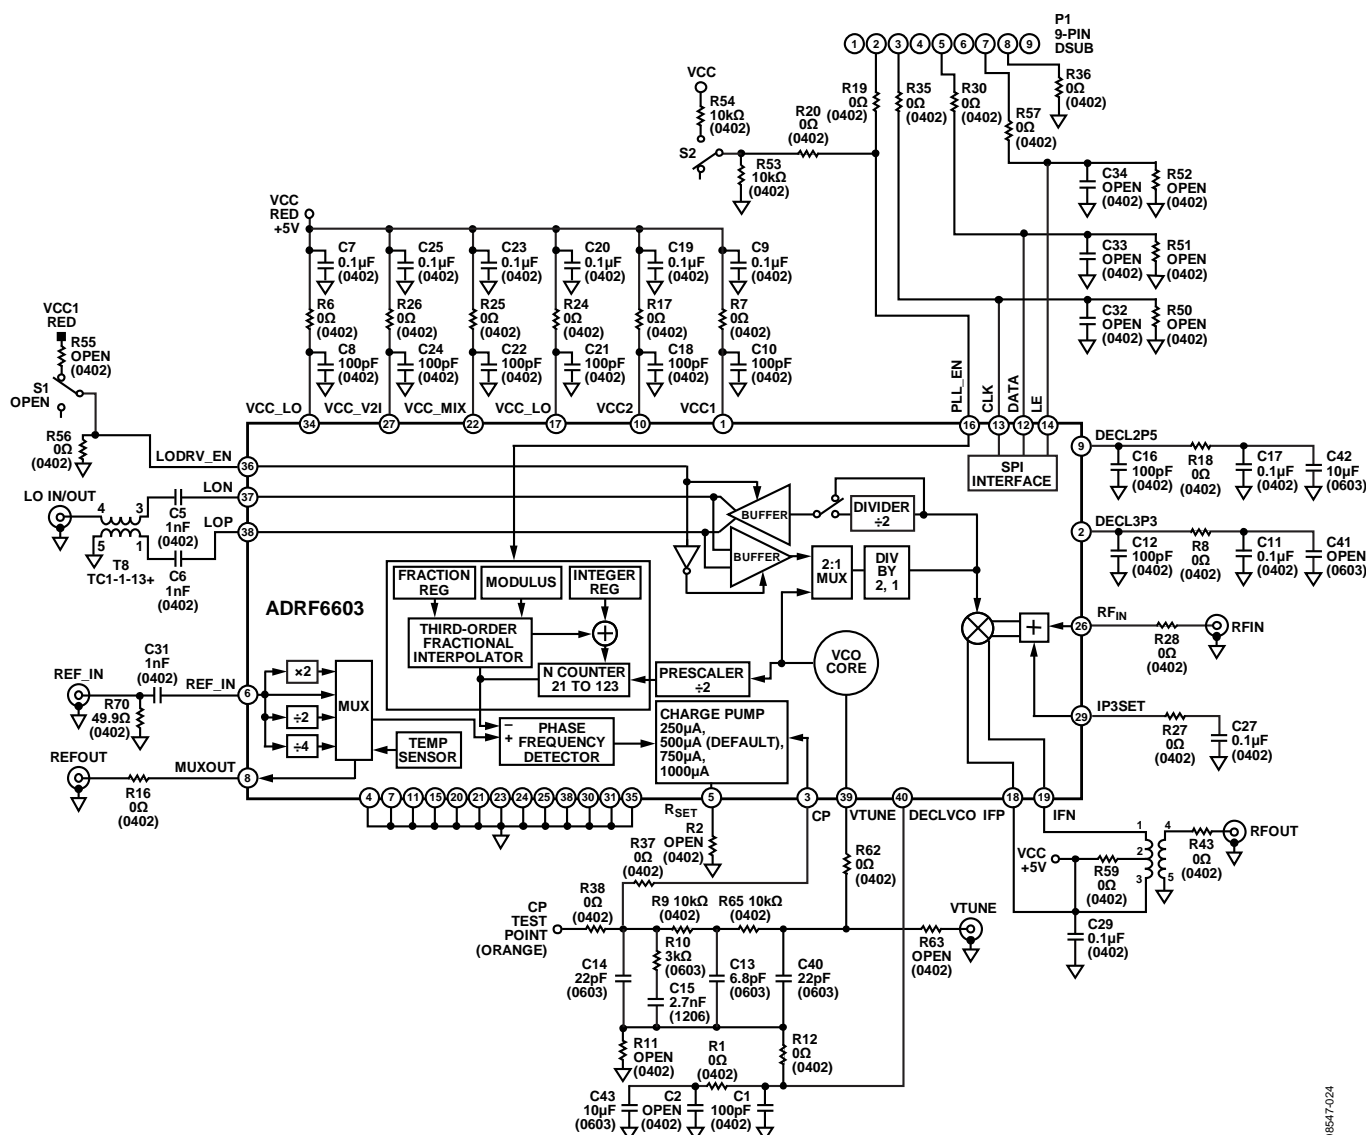 P1
9-PIN
DSUB
1 2 3 4 5 6 7 8 9
R36
0Ω
(0402)
R19
0Ω
(0402)
R35
0Ω
(0402)
R30
0Ω
(0402)
R57
0Ω
(0402)
VCC
R54
10kΩ
(0402)
R20
0Ω
(0402)
S2
R53
10kΩ
(0402)
C34
OPEN
(0402)
R52
OPEN
(0402)
C33
OPEN
(0402)
R51
OPEN
(0402)
C32
OPEN
(0402)
R50
OPEN
(0402)
VCC
RED
+5V
C7
0.1µF
(0402)
C25
0.1µF
(0402)
C23
0.1µF
(0402)
C20
0.1µF
(0402)
C19
0.1µF
(0402)
C9
0.1µF
(0402)
R6
0Ω
(0402)
R26
0Ω
(0402)
R25
0Ω
(0402)
R24
0Ω
(0402)
R17
0Ω
(0402)
R7
0Ω
(0402)
C8
100pF
(0402)
C24
100pF
(0402)
C22
100pF
(0402)
C21
100pF
(0402)
C18
100pF
(0402)
C10
100pF
(0402)
VCC1
RED
R55
OPEN
(0402)
S1
OPEN
R56
0Ω
(0402)
VCC_LO
VCC_V2I
VCC_MIX
VCC_LO
VCC2
VCC1
PLL_EN
CLK
DATA
LE
34 27 22 17 10 1 16 13 12 14
LODRV_EN
36
LON
37
LOP
38
LO IN/OUT
4 3
5 1
C5
1nF
(0402)
T8
TC1-1-13+
C6
1nF
(0402)
SPI
INTERFACE
9
DECL2P5
C16
100pF
(0402)
R18
0Ω
(0402)
C17
0.1µF
(0402)
C42
10µF
(0603)
2
DECL3P3
C12
100pF
(0402)
R8
0Ω
(0402)
C11
0.1µF
(0402)
C41
OPEN
(0603)
BUFFER
DIVIDER
÷2
BUFFER
2:1
MUX
DIV
BY
2, 1
ADRF6603
FRACTION
REG
MODULUS
INTEGER
REG
THIRD-ORDER
FRACTIONAL
INTERPOLATOR
+
N COUNTER
21 TO 123
PRESCALER
÷2
VCO
CORE
+
26
RFIN
R28
0Ω
(0402)
RFIN
29
IP3SET
R27
0Ω
(0402)
C27
0.1µF
(0402)
C31
1nF
(0402)
REF_IN
REF_IN
6
R70
49.9Ω
(0402)
×2
÷2
÷4
MUX
TEMP
SENSOR
−
+
PHASE
FREQUENCY
DETECTOR
CHARGE PUMP
250µA,
500µA (DEFAULT),
750µA,
1000µA
REFOUT
MUXOUT
8
R16
0Ω
(0402)
4 7 11 15 20 21 23 24 25 38 30 31 35
5 3 39 40 18 19
RSET
CP
VTUNE
DECLVCO
IFP
IFN
R2
OPEN
(0402)
R37
0Ω
(0402)
R62
0Ω
(0402)
1
2
3
4
5
R43
0Ω
(0402)
RFOUT
VCC
+5V
R59
0Ω
(0402)
C29
0.1µF
(0402)
CP
TEST
POINT
(ORANGE)
R38
0Ω
(0402)
R9 10kΩ
(0402)
R65 10kΩ
(0402)
VTUNE
R63
OPEN
(0402)
C14
22pF
(0603)
R10
3kΩ
(0603)
C15
2.7nF
(1206)
C13
6.8pF
(0603)
C40
22pF
(0603)
R11
OPEN
(0402)
R12
0Ω
(0402)
R1
0Ω
(0402)
C43
10µF
(0603)
C2
OPEN
(0402)
C1
100pF
(0402)
08547-024